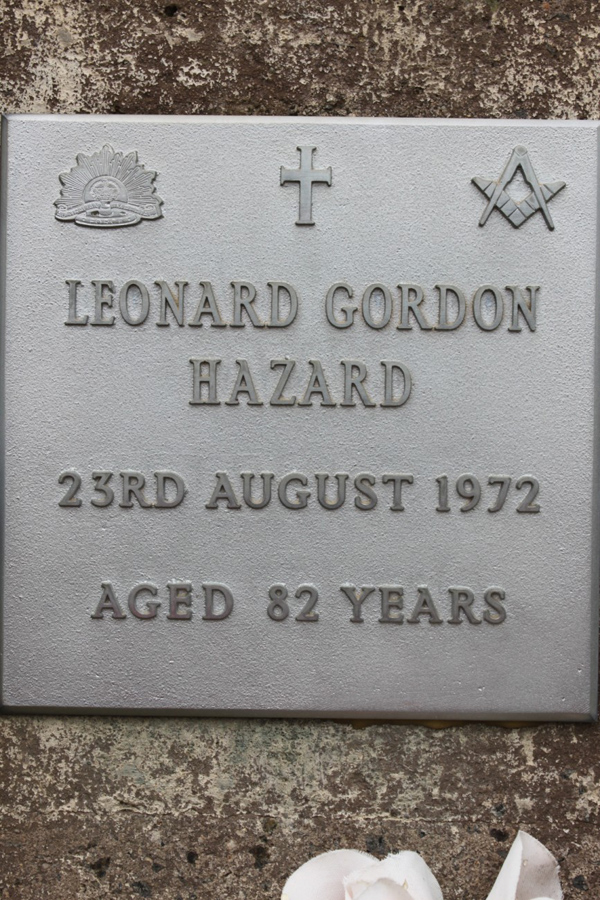 LEONARD GORDON
HAZARD
23RD AUGUST 1972
AGED 82 YEARS